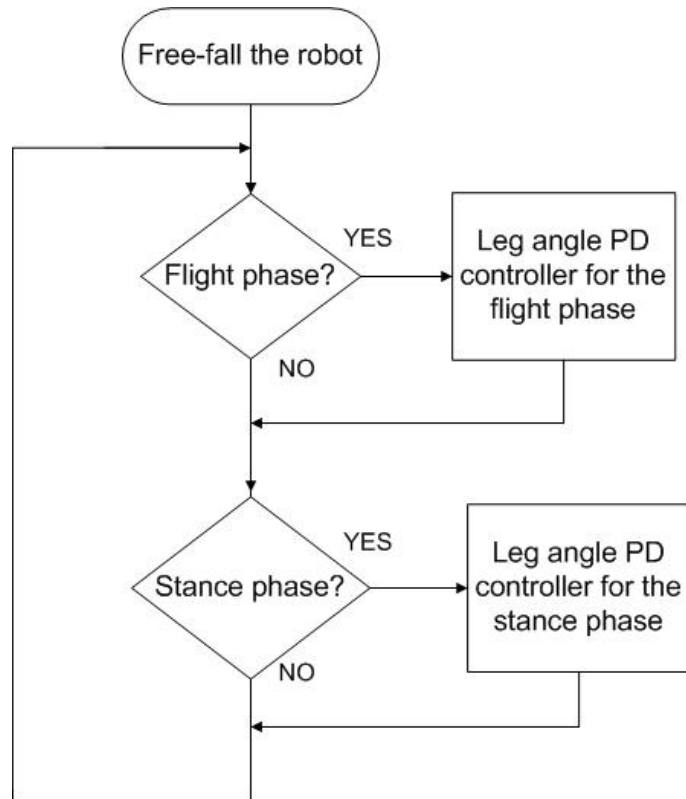 Free-fall the robot
YES
Flight phase?
Leg angle PD
controller for the
flight phase
NO
YES
Stance phase?
Leg angle PD
controller for the
stance phase
NO